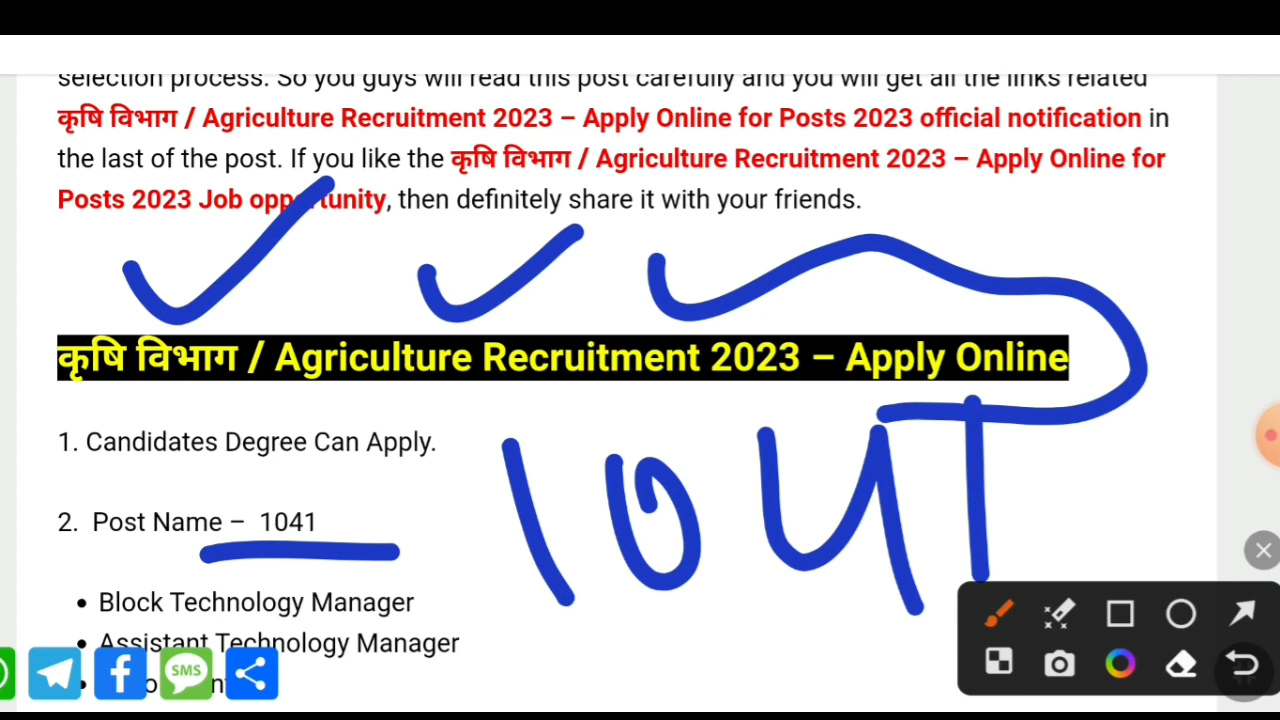 selection process. So you guys will read this post carefully and you will get all the links related
कृषि विभाग / Agriculture Recruitment 2023 – Apply Online for Posts 2023 official notification in
the last of the post. If you like the कृषि विभाग / Agriculture Recruitment 2023 – Apply Online for
Posts 2023 Job opportunity, then definitely share it with your friends.
कृषि विभाग / Agriculture Recruitment 2023 – Apply Online
1. Candidates Degree Can Apply.
1041
2. Post Name – 1041
• Block Technology Manager
• Assistant Technology Manager
SMS